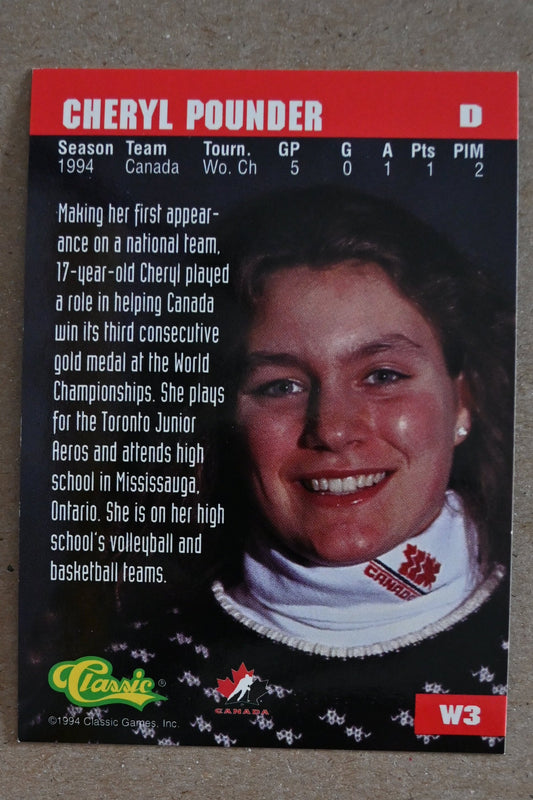 CHERYL POUNDER D
Season Team Tourn. GP G A Pts PIM
1994 Canada Wo. Ch 5 0 1 1 2
Making her first appear-
ance on a national team,
17-year-old Cheryl played
a role in helping Canada
win its third consecutive
gold medal at the World
Championships. She plays
for the Toronto Junior
Aeros and attends high
school in Mississauga,
Ontario. She is on her high
school's volleyball and
basketball teams.
CANADA
Classic®
CANADA
W3
©1994 Classic Games, Inc.